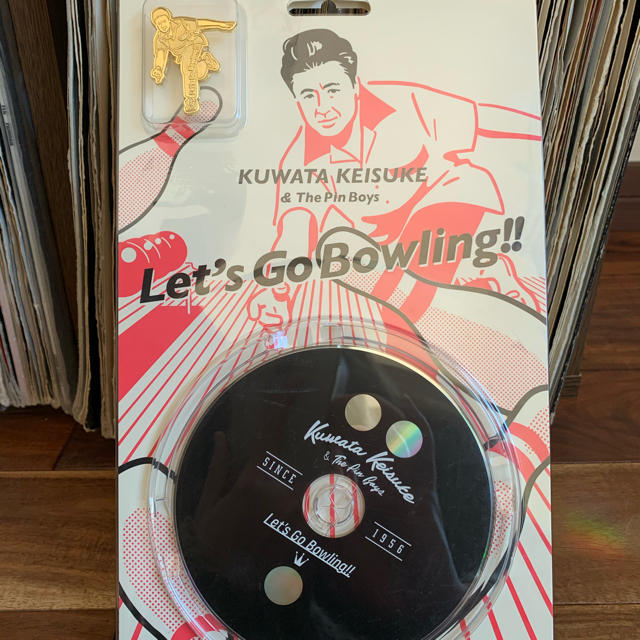 KUWATA KEISUKE
& The Pin Boys
Let's Go Bowling!!
Kuwata Keisuke
& The Pin Boys
SINCE
1956
Let's Go Bowling!!